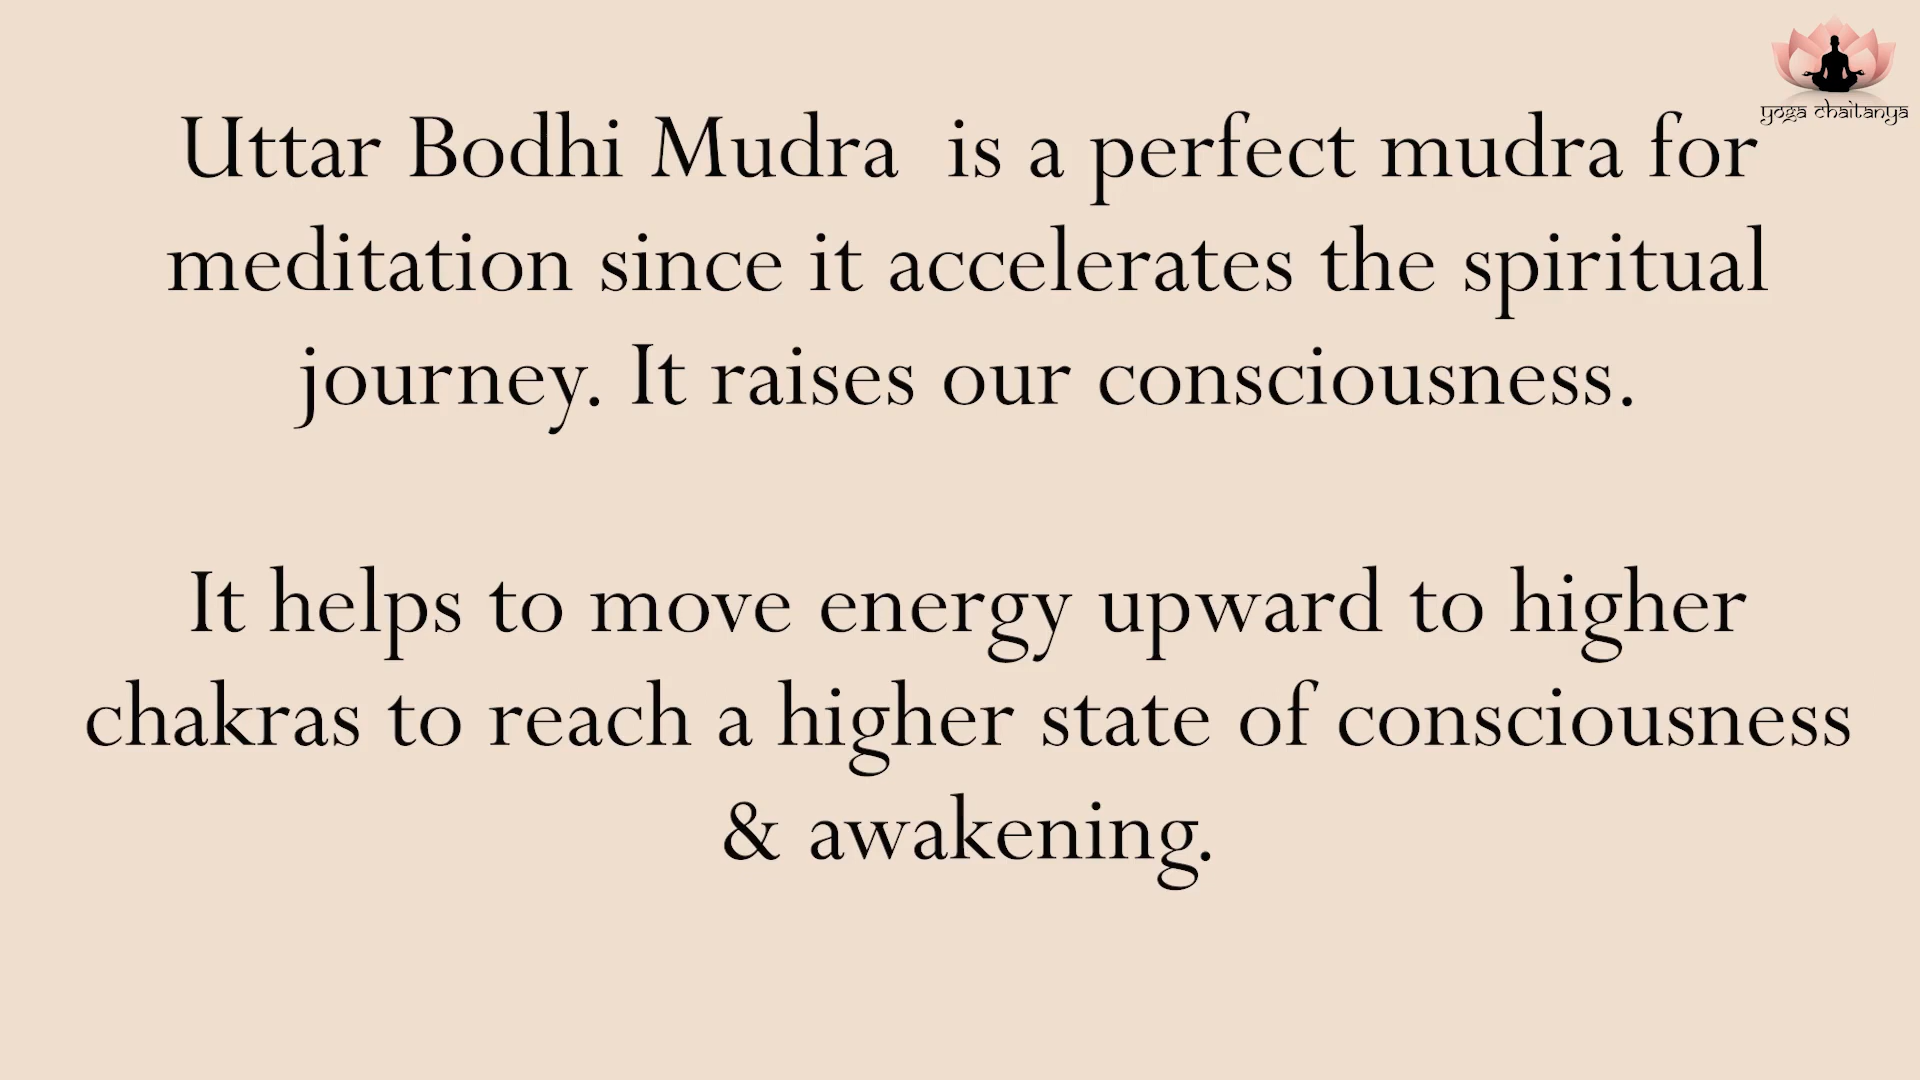 yoga chaitanya
Uttar Bodhi Mudra  is a perfect mudra for
meditation since it accelerates the spiritual
journey. It raises our consciousness.
It helps to move energy upward to higher
chakras to reach a higher state of consciousness
& awakening.